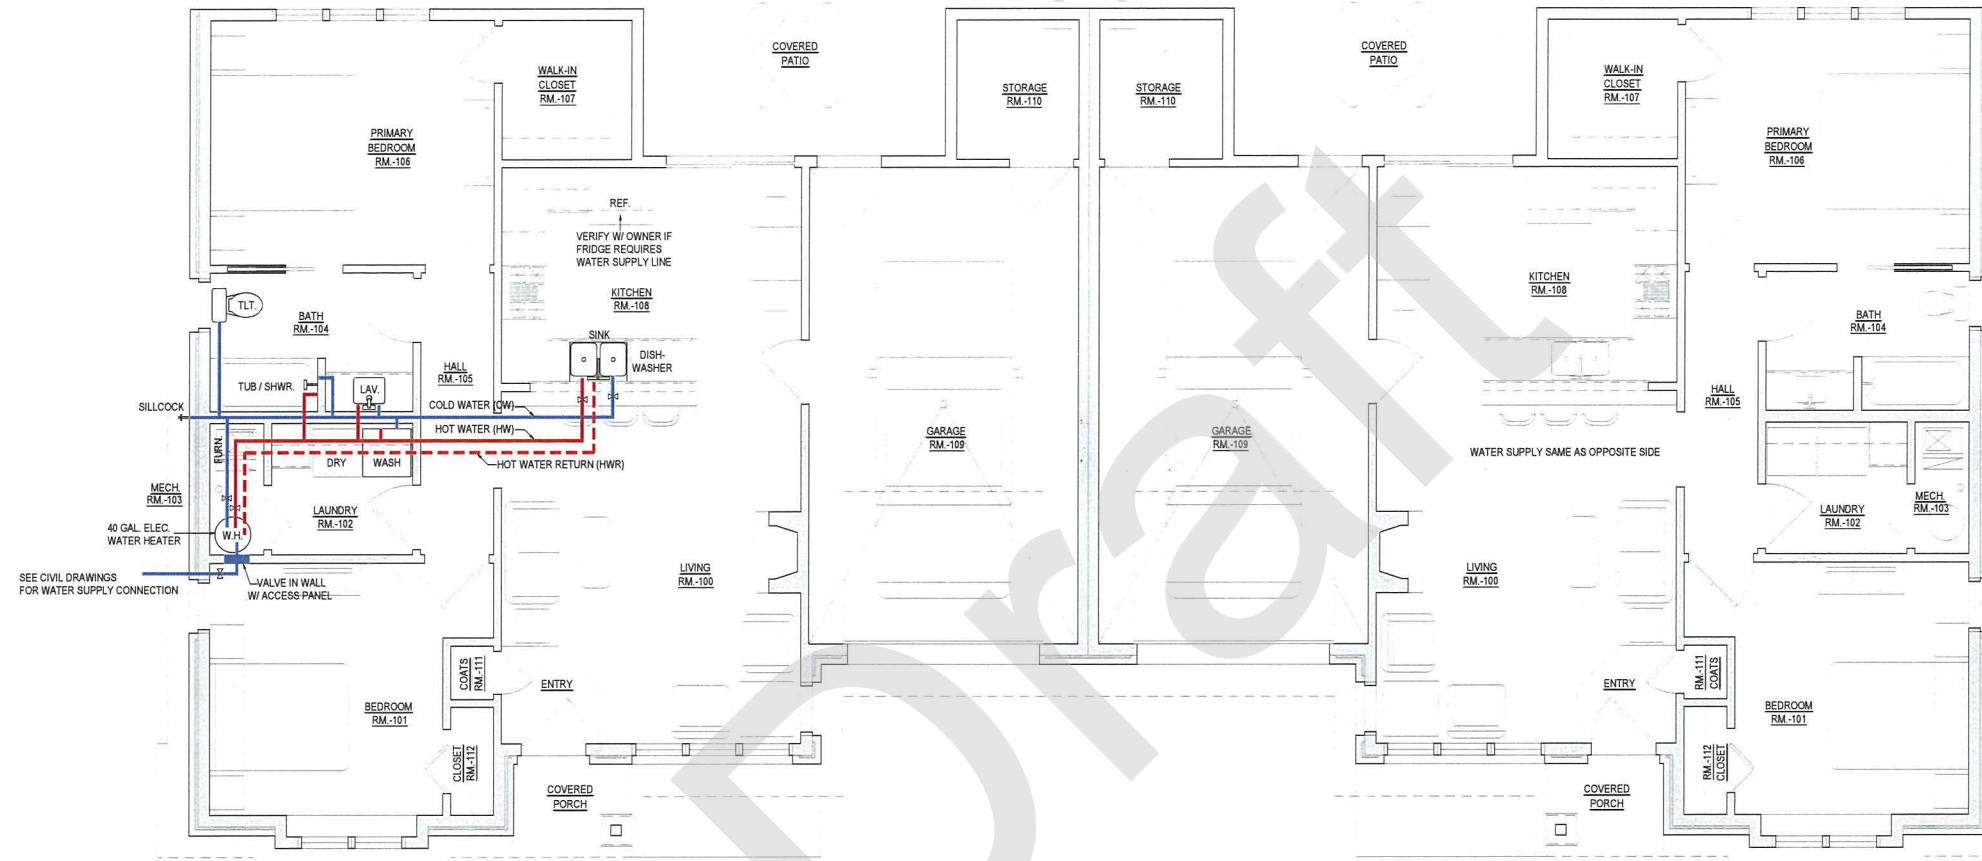 COVERED
PATIO
COVERED
PATIO
WALK-IN
CLOSET
RM.-107
STORAGE
RM.-110
STORAGE
RM.-110
WALK-IN
CLOSET
RM.-107
PRIMARY
BEDROOM
RM.-106
PRIMARY
BEDROOM
RM.-106
REF.
VERIFY W/ OWNER IF
FRIDGE REQUIRES
WATER SUPPLY LINE
KITCHEN
RM.-108
KITCHEN
RM.-108
TLT.
BATH
RM.-104
BATH
RM.-104
SINK
DISH-
WASHER
HALL
RM.-105
TUB / SHWR.
LAV.
HALL
RM.-105
SILLCOCK
COLD WATER (CW)
HOT WATER (HW)
HOT WATER RETURN (HWR)
FURN.
DRY
WASH
GARAGE
RM.-109
GARAGE
RM.-109
WATER SUPPLY SAME AS OPPOSITE SIDE
MECH.
RM.-103
LAUNDRY
RM.-102
LAUNDRY
RM.-102
MECH.
RM.-103
40 GAL. ELEC.
WATER HEATER
W.H.
SEE CIVIL DRAWINGS
FOR WATER SUPPLY CONNECTION
VALVE IN WALL
W/ ACCESS PANEL
LIVING
RM.-100
LIVING
RM.-100
COATS
RM.-111
ENTRY
ENTRY
RM.-111
COATS
BEDROOM
RM.-101
BEDROOM
RM.-101
CLOSET
RM.-112
RM.-112
CLOSET
COVERED
PORCH
COVERED
PORCH
Draft